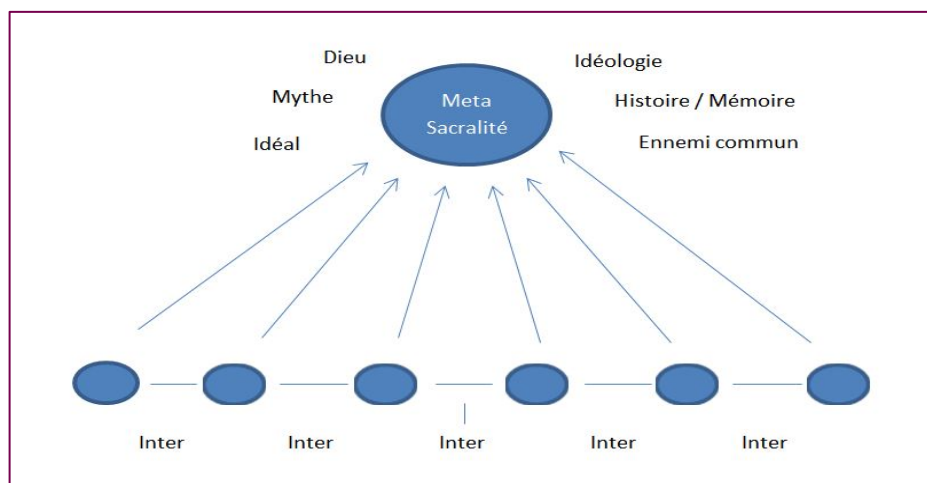 Dieu
Mythe
Idéal
Meta
Sacralité
Idéologie
Histoire / Mémoire
Ennemi commun
Inter
Inter
Inter
Inter
Inter